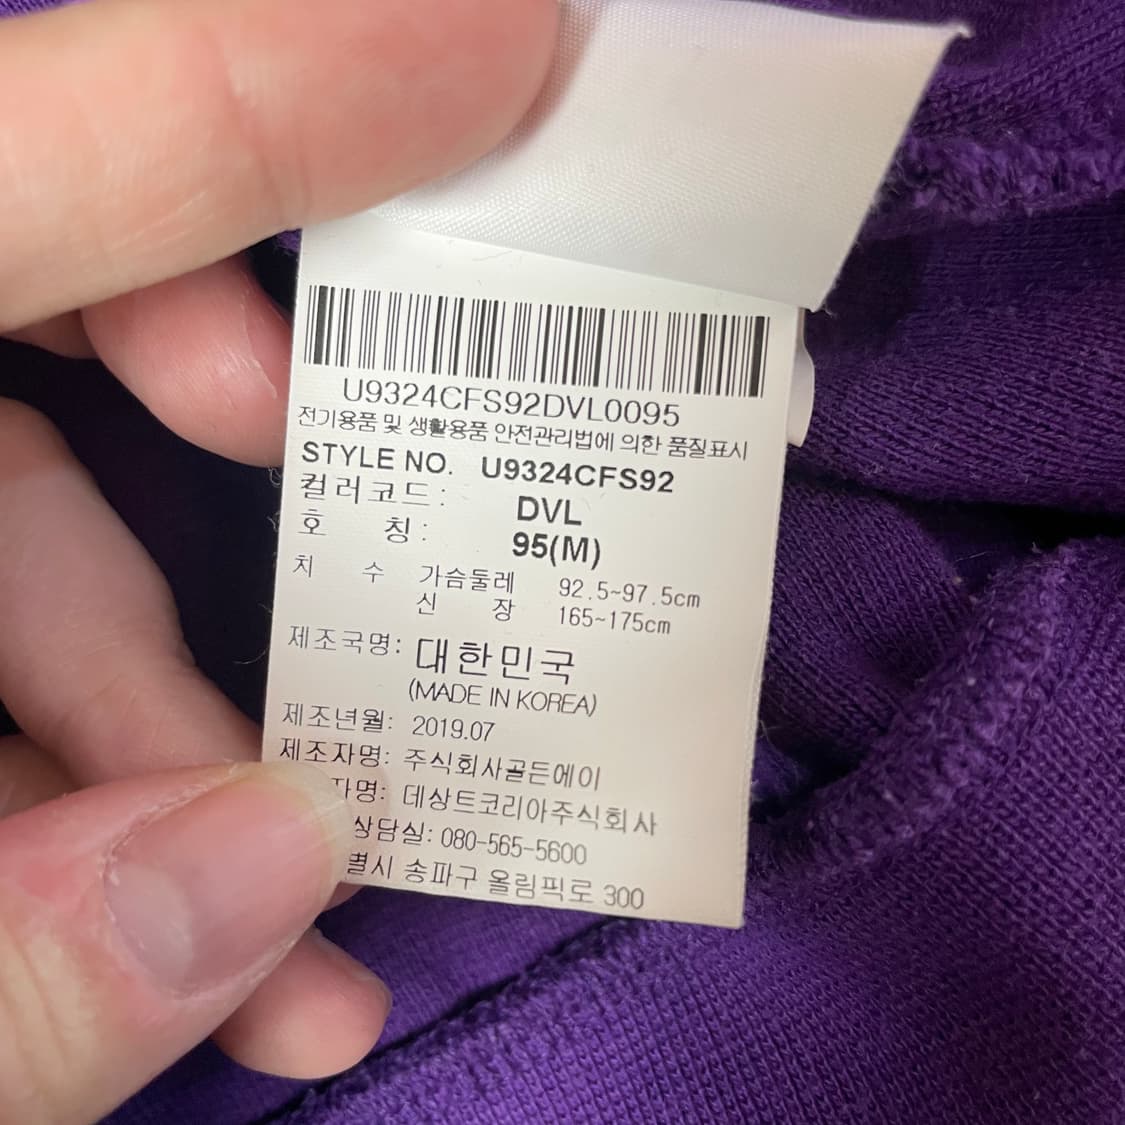 U9324CFS92DVL0095
전기용품 및 생활용품 안전관리법에 의한 품질표시
STYLE NO. U9324CFS92
컬러코드: DVL
호 칭: 95(M)
치 수 가슴둘레 92.5~97.5cm
신 장 165~175cm
제조국명: 대한민국
(MADE IN KOREA)
제조년월: 2019.07
제조자명: 주식회사골든에이
자명: 데상트코리아주식회사
상담실: 080-565-5600
별시 송파구 올림픽로 300